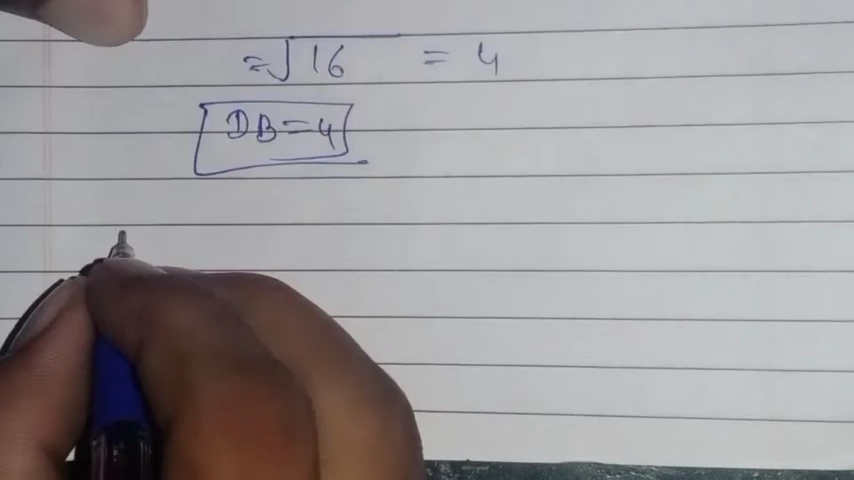 = √16 = 4
DB = 4